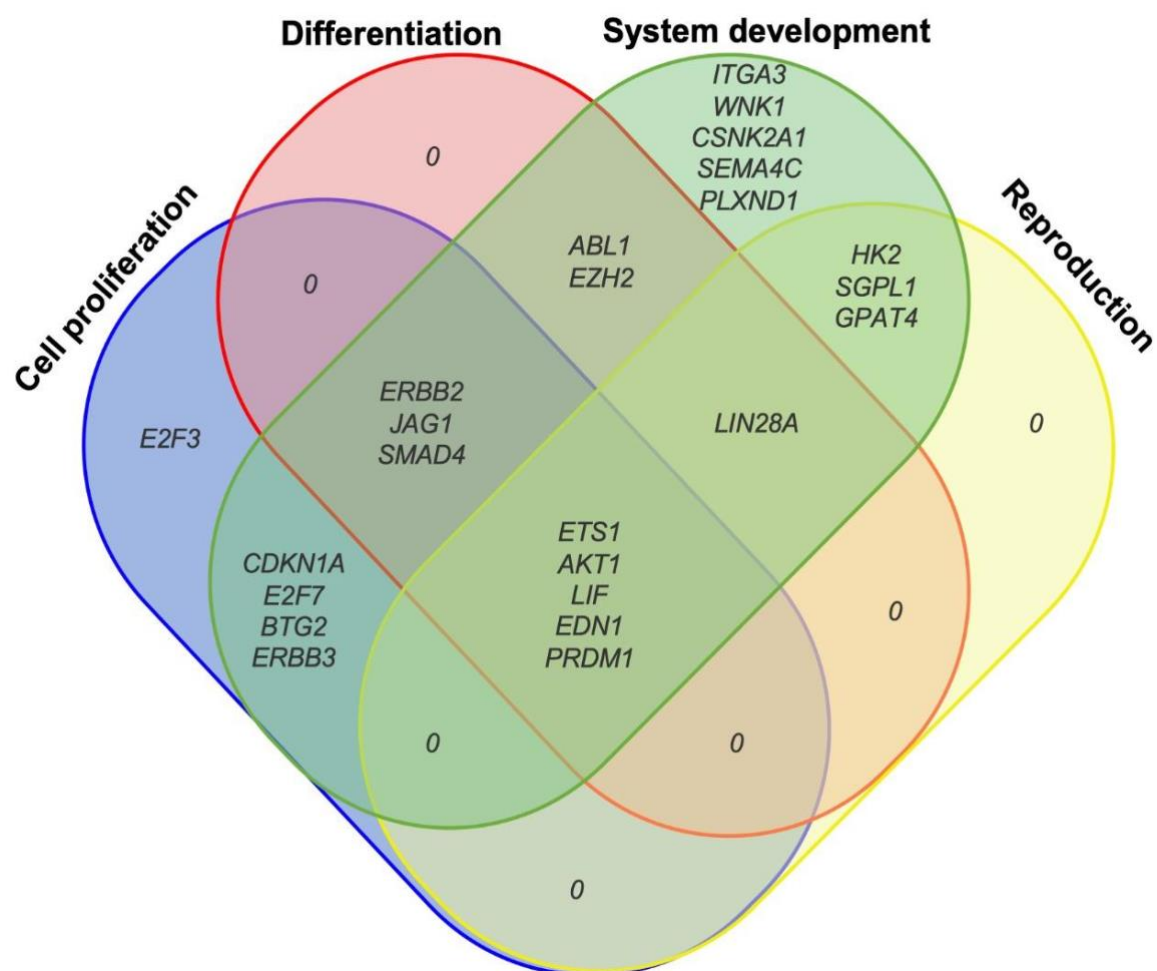 Differentiation
System development
Cell proliferation
Reproduction
0
ITGA3
WNK1
CSNK2A1
SEMA4C
PLXND1
0
ABL1
EZH2
HK2
SGPL1
GPAT4
E2F3
ERBB2
JAG1
SMAD4
LIN28A
0
CDKN1A
E2F7
BTG2
ERBB3
ETS1
AKT1
LIF
EDN1
PRDM1
0
0
0
0